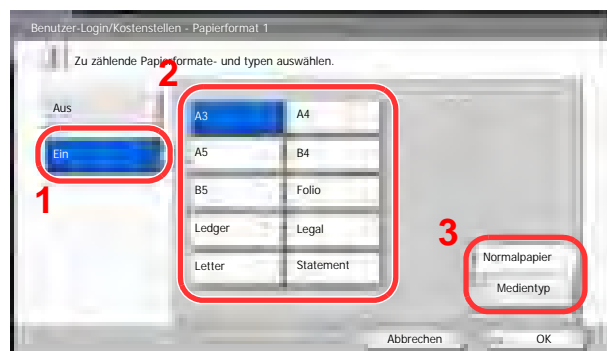 Benutzer-Login/Kostenstellen - Papierformat 1
Zu zählende Papierformate- und typen auswählen.
2
Aus
Ein
1
A3 A4
A5 B4
B5 Folio
Ledger Legal
Letter Statement
3
Normalpapier
Medientyp
Abbrechen OK